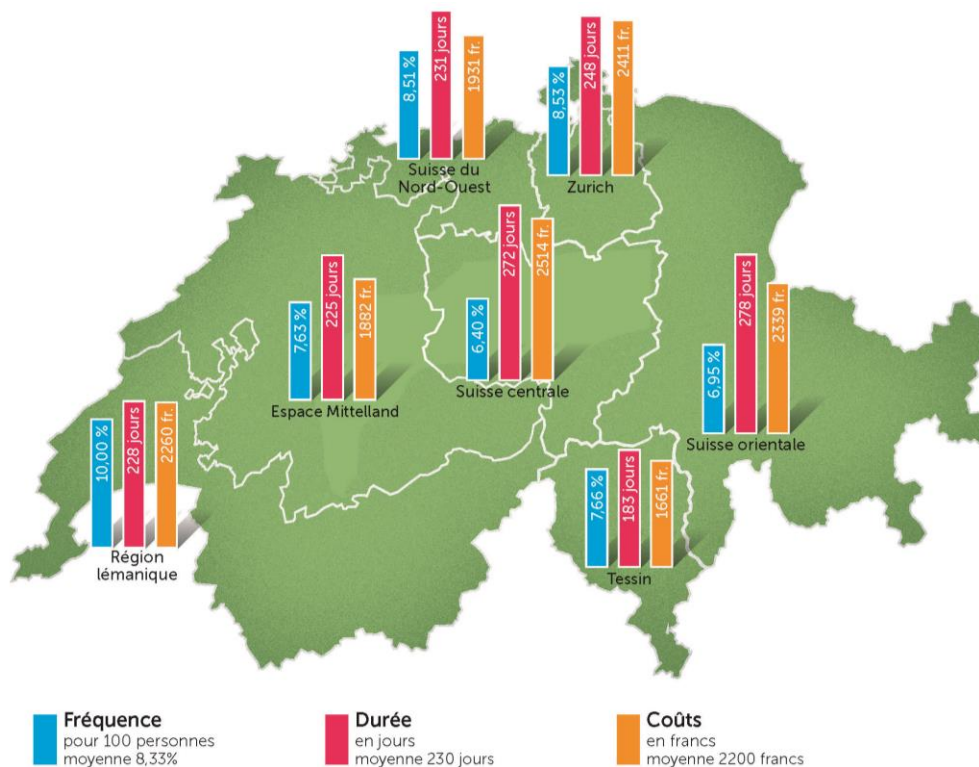 8,51 %
231 jours
1931 fr.
Suisse du
Nord-Ouest
8,53 %
248 jours
2411 fr.
Zurich
7,63 %
225 jours
1882 fr.
Espace Mittelland
6,40 %
272 jours
2514 fr.
Suisse centrale
6,95 %
278 jours
2339 fr.
Suisse orientale
10,00 %
228 jours
2260 fr.
Région
lémanique
7,66 %
183 jours
1661 fr.
Tessin
Fréquence
pour 100 personnes
moyenne 8,33%
Durée
en jours
moyenne 230 jours
Coûts
en francs
moyenne 2200 francs